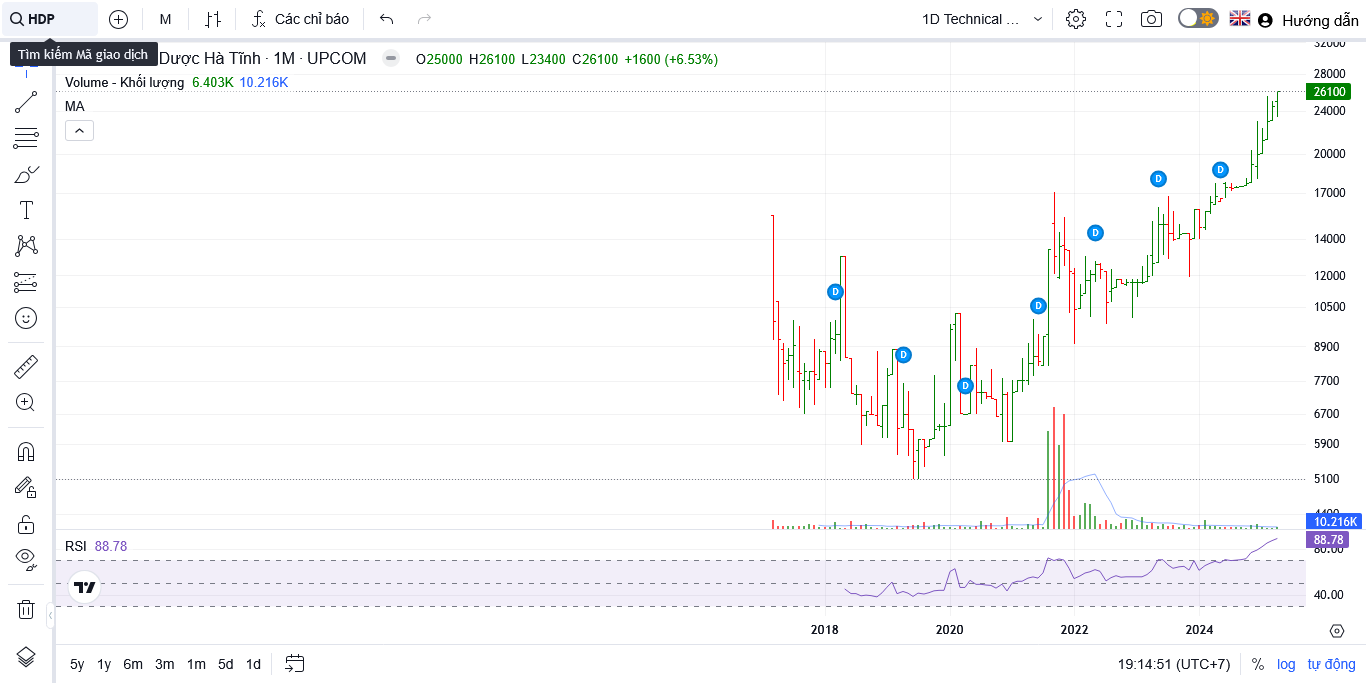 HDP M Các chỉ báo 1D Technical ... Hướng dẫn
Tìm kiếm Mã giao dịch
Dược Hà Tĩnh · 1M · UPCOM O25000 H26100 L23400 C26100 +1600 (+6.53%)
Volume - Khối lượng 6.403K 10.216K
MA
32000
28000
26100
24000
20000
17000
14000
12000
10500
8900
7700
6700
5900
5100
4400
10.216K
D
D
D
D
D
D
D
RSI 88.78
88.78
80.00
40.00
2018 2020 2022 2024
5y 1y 6m 3m 1m 5d 1d 19:14:51 (UTC+7) % log tự động